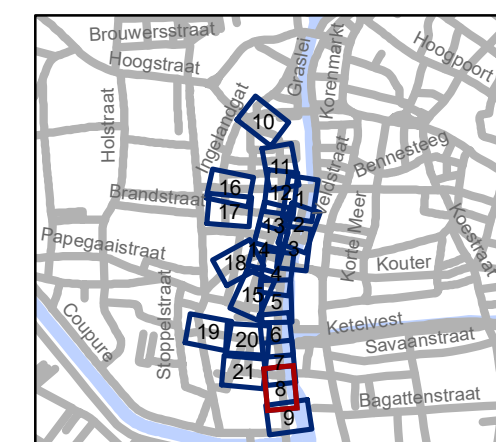 Brouwersstraat
Hoogstraat
Graslei
Korenmarkt
Hoogpoort
Holstraat
Ingelandgat
10
Bennesteeg
11
Veldstraat
Brandstraat
16
12
1
17
Korte Meer
Koestraat
13
2
Papegaaistraat
14
3
18
Kouter
4
15
5
Stoppelstraat
Coupure
19
20
6
Ketelvest
Savaanstraat
21
7
8
Bagattenstraat
9